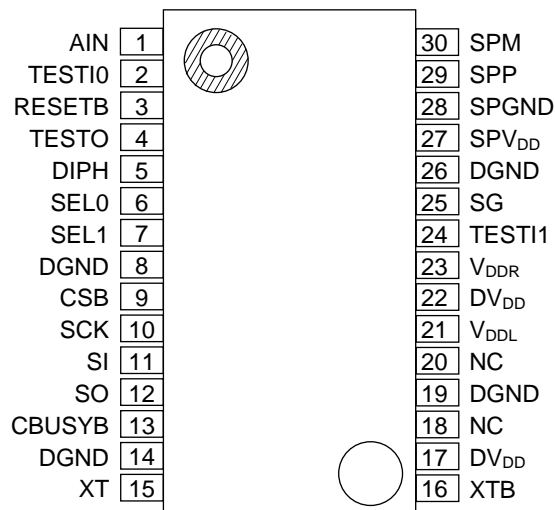 AIN 1 30 SPM
TESTI0 2 29 SPP
RESETB 3 28 SPGND
TESTO 4 27 SPVDD
DIPH 5 26 DGND
SEL0 6 25 SG
SEL1 7 24 TESTI1
DGND 8 23 VDDR
CSB 9 22 DVDD
SCK 10 21 VDDL
SI 11 20 NC
SO 12 19 DGND
CBUSYB 13 18 NC
DGND 14 17 DVDD
XT 15 16 XTB